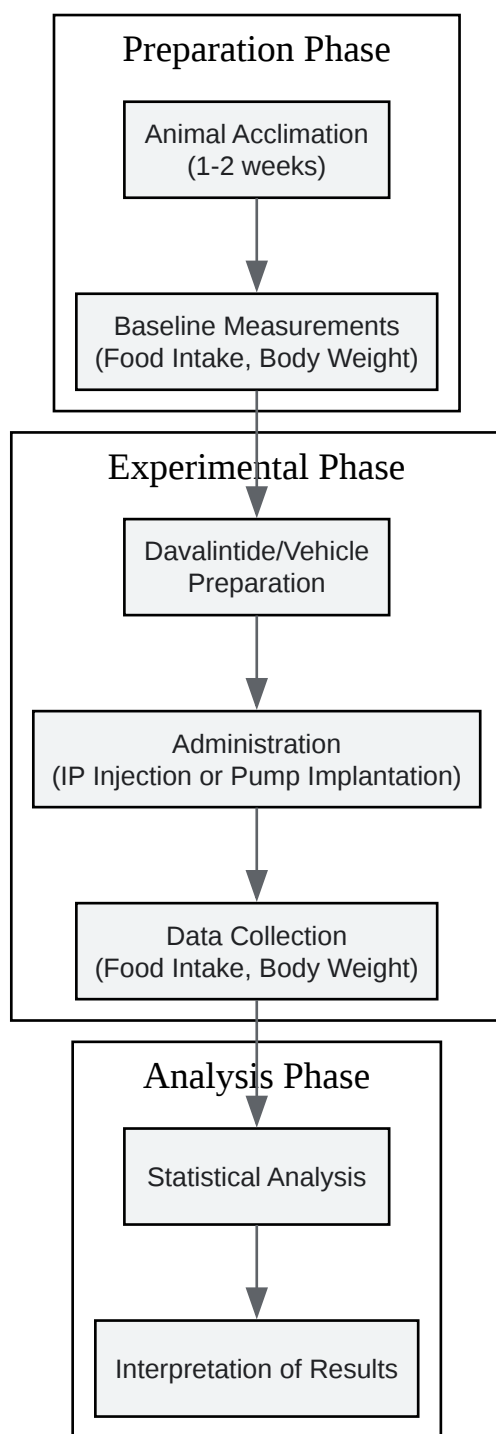 Preparation Phase
Animal Acclimation
(1-2 weeks)
Baseline Measurements
(Food Intake, Body Weight)
Experimental Phase
Davalintide/Vehicle
Preparation
Administration
(IP Injection or Pump Implantation)
Data Collection
(Food Intake, Body Weight)
Analysis Phase
Statistical Analysis
Interpretation of Results